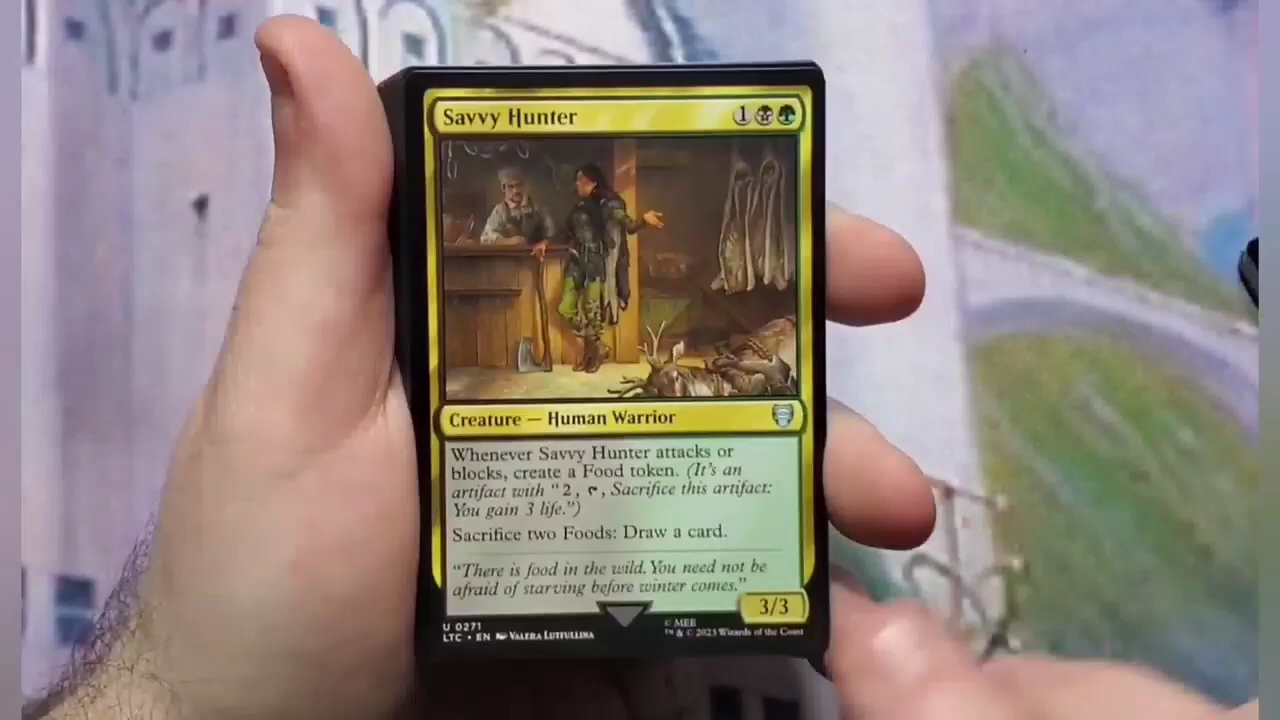 Savvy Hunter 1
Creature — Human Warrior
Whenever Savvy Hunter attacks or
blocks, create a Food token. (It's an
artifact with “2, T, Sacrifice this artifact:
You gain 3 life.”)
Sacrifice two Foods: Draw a card.
“There is food in the wild. You need not be
afraid of starving before winter comes.”
3/3
U 0271
LTC • EN Valera Lutfullina
© MEE
™ & © 2023 Wizards of the Coast